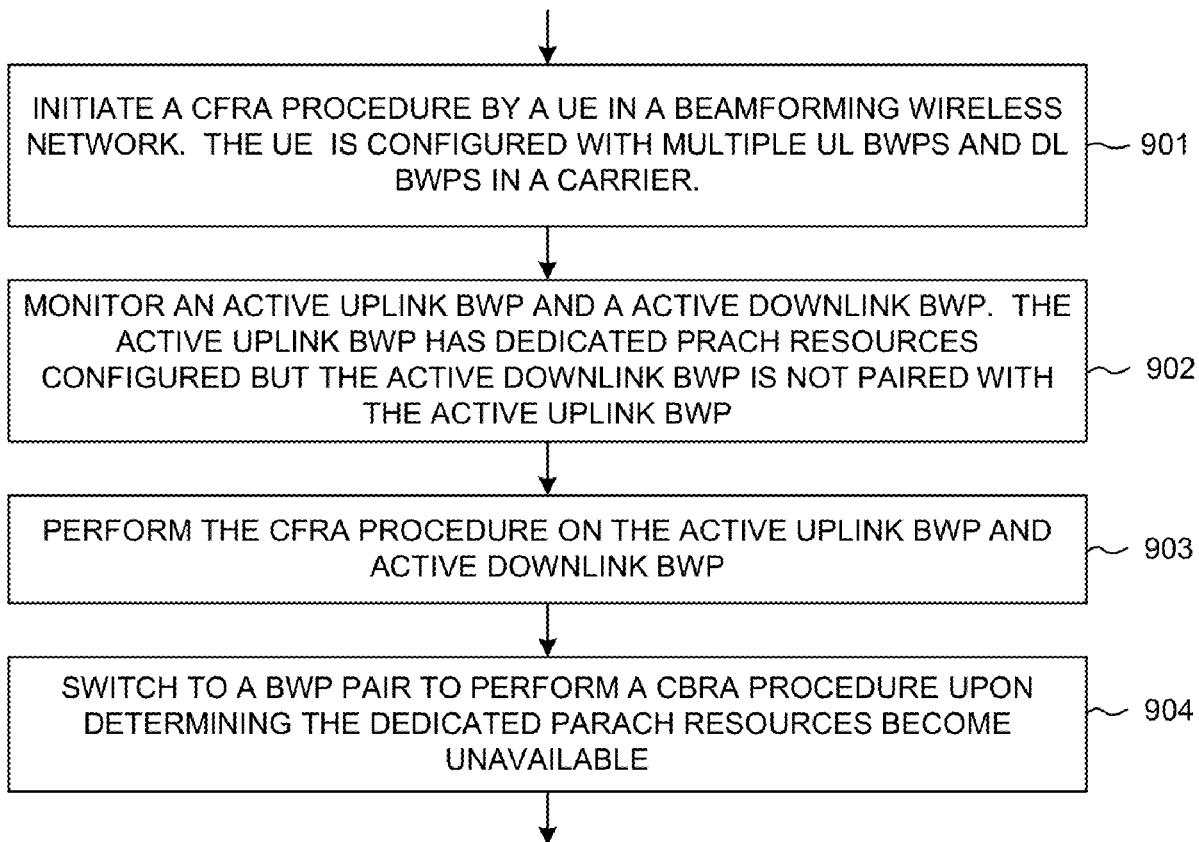 INITIATE A CFRA PROCEDURE BY A UE IN A BEAMFORMING WIRELESS
NETWORK. THE UE IS CONFIGURED WITH MULTIPLE UL BWPS AND DL
BWPS IN A CARRIER.
901
MONITOR AN ACTIVE UPLINK BWP AND A ACTIVE DOWNLINK BWP. THE
ACTIVE UPLINK BWP HAS DEDICATED PRACH RESOURCES
CONFIGURED BUT THE ACTIVE DOWNLINK BWP IS NOT PAIRED WITH
THE ACTIVE UPLINK BWP
902
PERFORM THE CFRA PROCEDURE ON THE ACTIVE UPLINK BWP AND
ACTIVE DOWNLINK BWP
903
SWITCH TO A BWP PAIR TO PERFORM A CBRA PROCEDURE UPON
DETERMINING THE DEDICATED PARACH RESOURCES BECOME
UNAVAILABLE
904